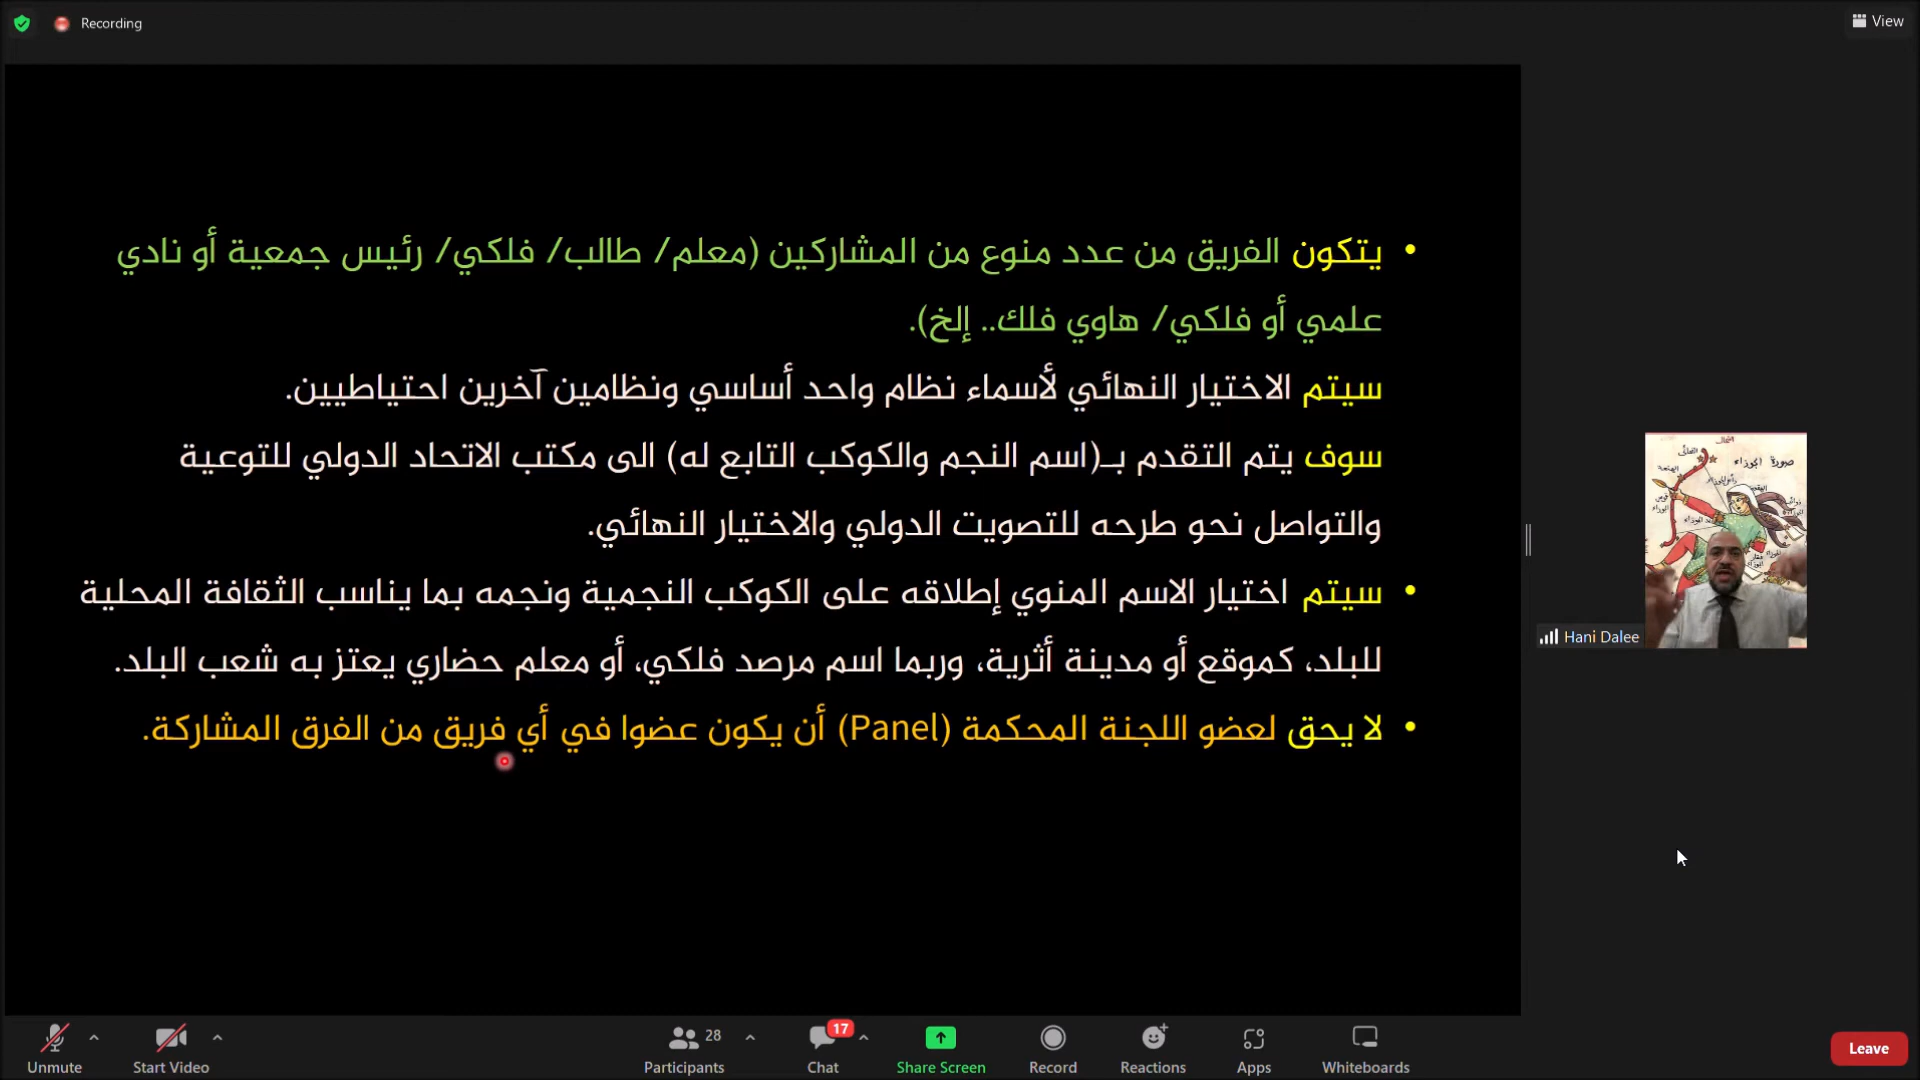 Recording
View
يتكون الفريق من عدد منوع من المشاركين (معلم/ طالب/ فلكي/ رئيس جمعية أو نادي
علمي أو فلكي/ هاوي فلك.. إلخ).
سيتم الاختيار النهائي لأسماء نظام واحد أساسي ونظامين آخرين احتياطيين.
سوف يتم التقدم بـ(اسم النجم والكوكب التابع له) الى مكتب الاتحاد الدولي للتوعية
والتواصل نحو طرحه للتصويت الدولي والاختيار النهائي.
سيتم اختيار الاسم المنوي إطلاقه على الكوكب النجمية ونجمه بما يناسب الثقافة المحلية
للبلد، كموقع أو مدينة أثرية، وربما اسم مرصد فلكي، أو معلم حضاري يعتز به شعب البلد.
لا يحق لعضو اللجنة المحكمة (Panel) أن يكون عضوا في أي فريق من الفرق المشاركة.
صورة الجوزاء
Hani Dalee
28
17
Unmute
Start Video
Participants
Chat
Share Screen
Record
Reactions
Apps
Whiteboards
Leave